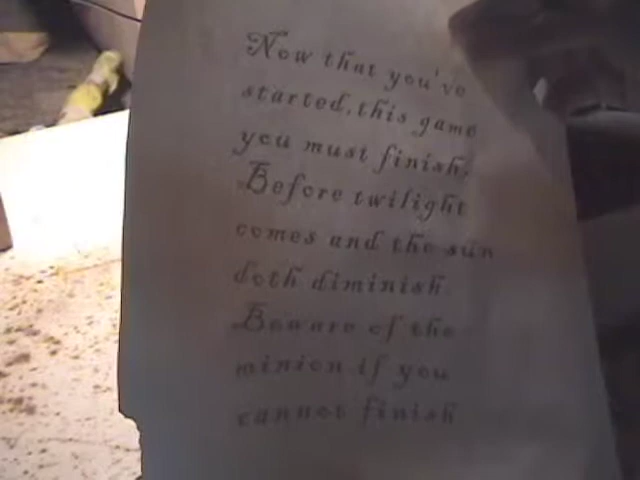 Now that you've
started, this game
you must finish,
Before twilight
comes and the sun
doth diminish.
Beware of the
minion if you
cannot finish